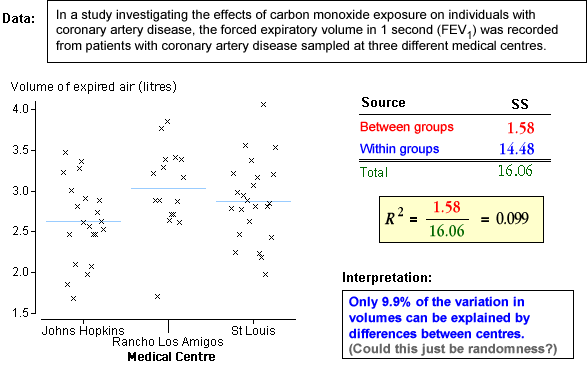 Data:
In a study investigating the effects of carbon monoxide exposure on individuals with
coronary artery disease, the forced expiratory volume in 1 second (FEV1) was recorded
from patients with coronary artery disease sampled at three different medical centres.
Volume of expired air (litres)
4.0
3.5
3.0
2.5
2.0
1.5
Johns Hopkins
Rancho Los Amigos
St Louis
Medical Centre
Source SS
Between groups 1.58
Within groups 14.48
Total 16.06
R² = 1.58 / 16.06 = 0.099
Interpretation:
Only 9.9% of the variation in
volumes can be explained by
differences between centres.
(Could this just be randomness?)